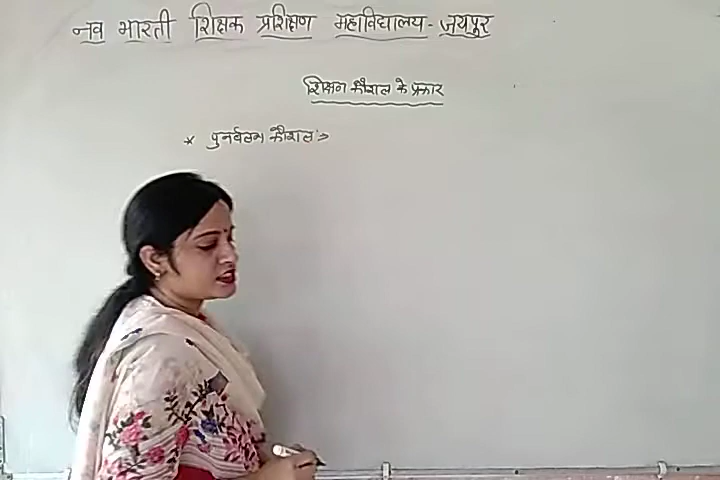 नव भारती शिक्षक प्रशिक्षण महाविद्यालय - जयपुर
शिक्षण कौशल के प्रकार
* पुनर्बलन कौशल :->